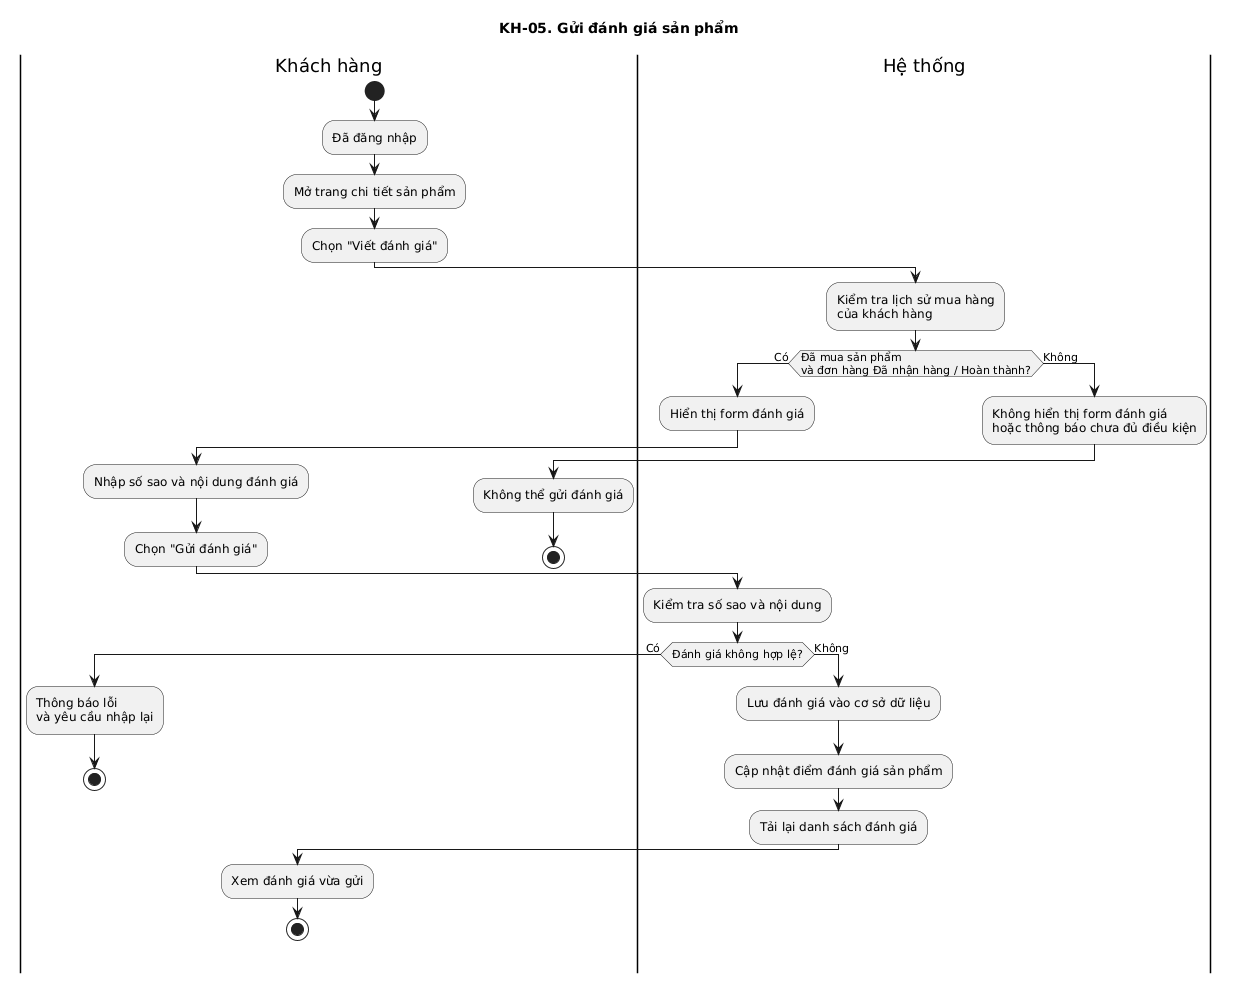 KH-05. Gửi đánh giá sản phẩm
Khách hàng
Hệ thống
Đã đăng nhập
Mở trang chi tiết sản phẩm
Chọn "Viết đánh giá"
Kiểm tra lịch sử mua hàng
của khách hàng
Có
Đã mua sản phẩm
và đơn hàng Đã nhận hàng / Hoàn thành?
Không
Hiển thị form đánh giá
Không hiển thị form đánh giá
hoặc thông báo chưa đủ điều kiện
Nhập số sao và nội dung đánh giá
Không thể gửi đánh giá
Chọn "Gửi đánh giá"
Kiểm tra số sao và nội dung
Có
Đánh giá không hợp lệ?
Không
Thông báo lỗi
và yêu cầu nhập lại
Lưu đánh giá vào cơ sở dữ liệu
Cập nhật điểm đánh giá sản phẩm
Tải lại danh sách đánh giá
Xem đánh giá vừa gửi